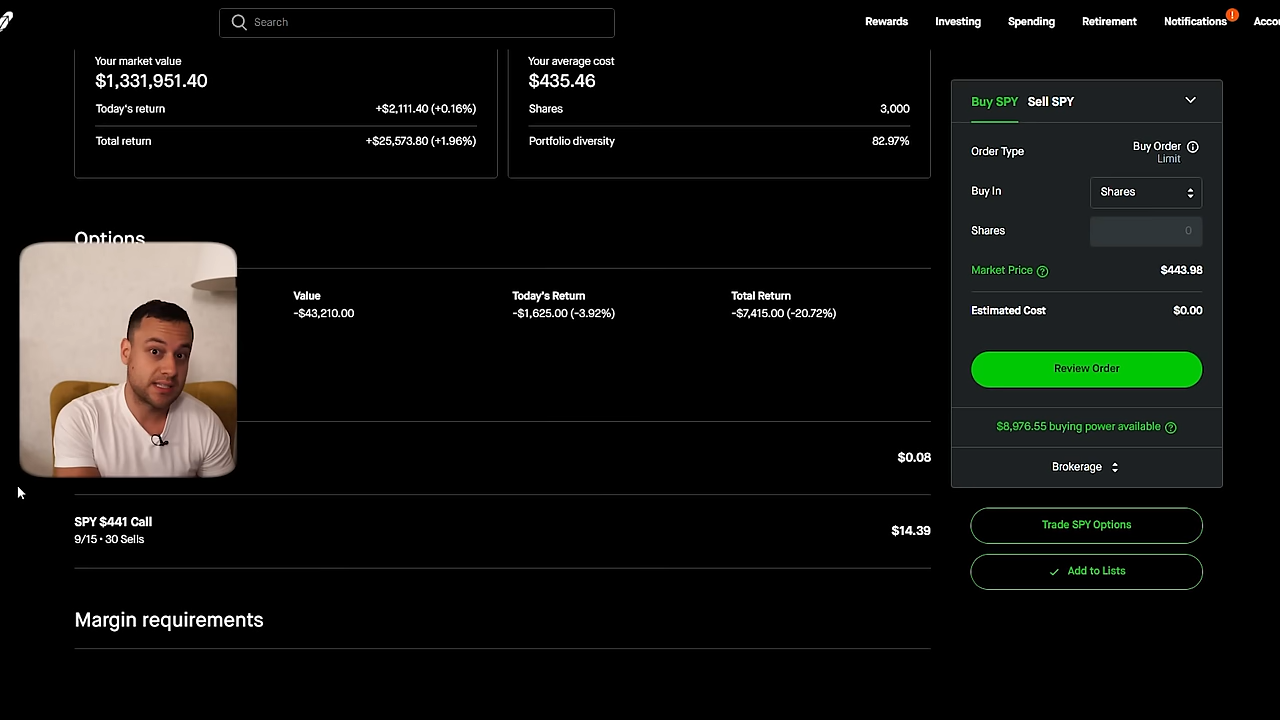 Search
Rewards
Investing
Spending
Retirement
Notifications
!
Your market value
$1,331,951.40
Today's return
+$2,111.40 (+0.16%)
Total return
+$25,573.80 (+1.96%)
Your average cost
$435.46
Shares
3,000
Portfolio diversity
82.97%
Options
Value
-$43,210.00
Today's Return
-$1,625.00 (-3.92%)
Total Return
-$7,415.00 (-20.72%)
$0.08
SPY $441 Call
9/15 • 30 Sells
$14.39
Margin requirements
Buy SPY
Sell SPY
Order Type
Buy Order
Limit
Buy In
Shares
Shares
0
Market Price ?
$443.98
Estimated Cost
$0.00
Review Order
$8,976.55 buying power available ?
Brokerage
Trade SPY Options
Add to Lists